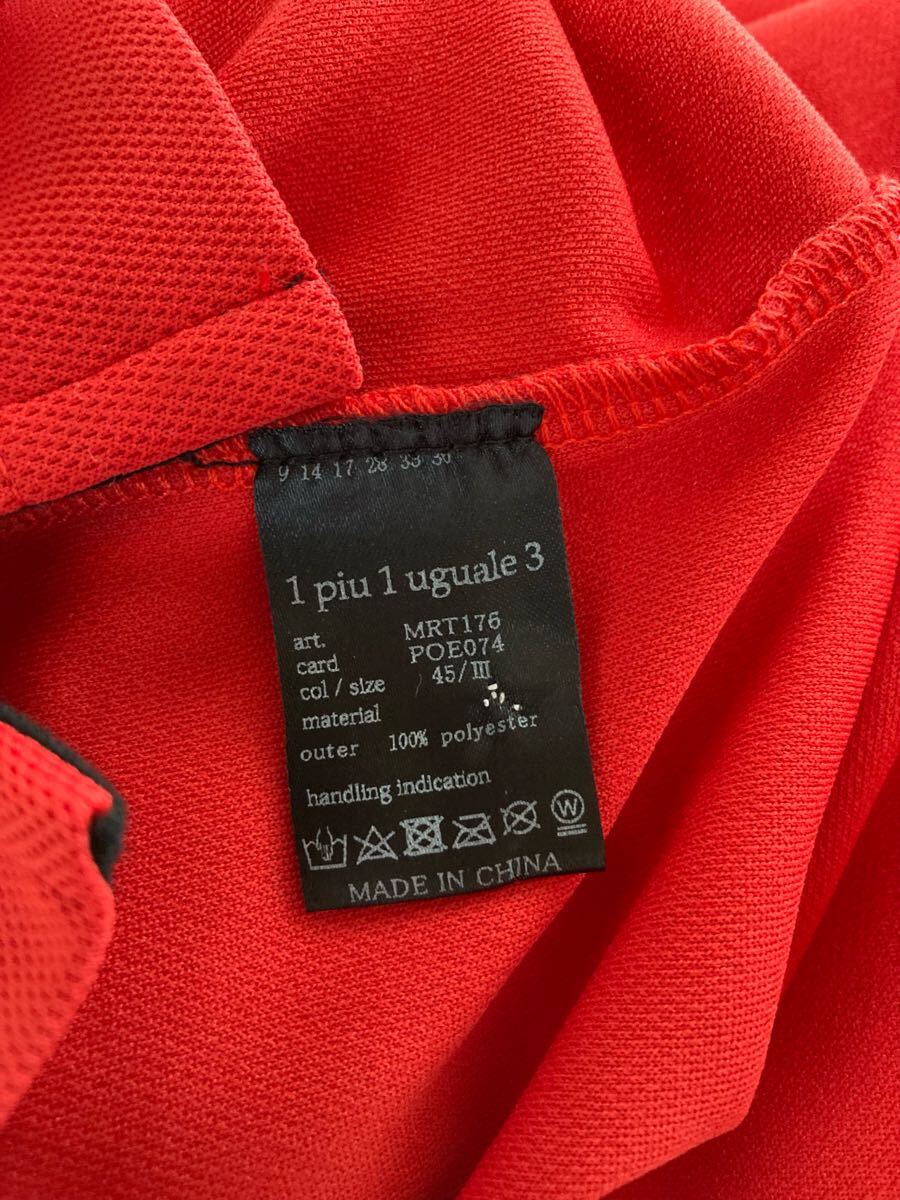 9 14 17 28 33
1 piu 1 uguale 3
art. MRT176
card POE074
col / size 45/III
material
outer 100% polyester
handling indication
W
MADE IN CHINA